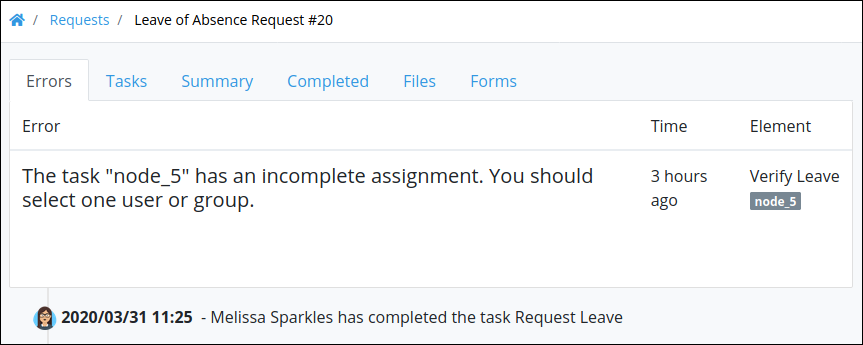 / Requests / Leave of Absence Request #20
Errors Tasks Summary Completed Files Forms
Error Time Element
The task "node_5" has an incomplete assignment. You should
select one user or group.
3 hours
ago
Verify Leave
node_5
2020/03/31 11:25 - Melissa Sparkles has completed the task Request Leave